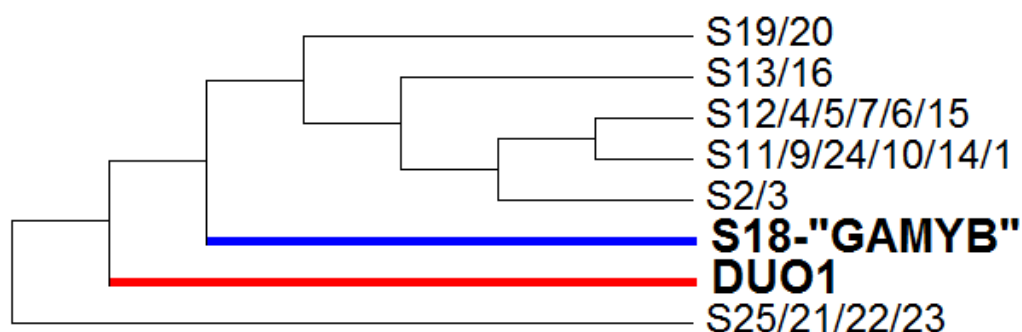 S19/20
S13/16
S12/4/5/7/6/15
S11/9/24/10/14/1
S2/3
S18-"GAMYB"
DUO1
S25/21/22/23